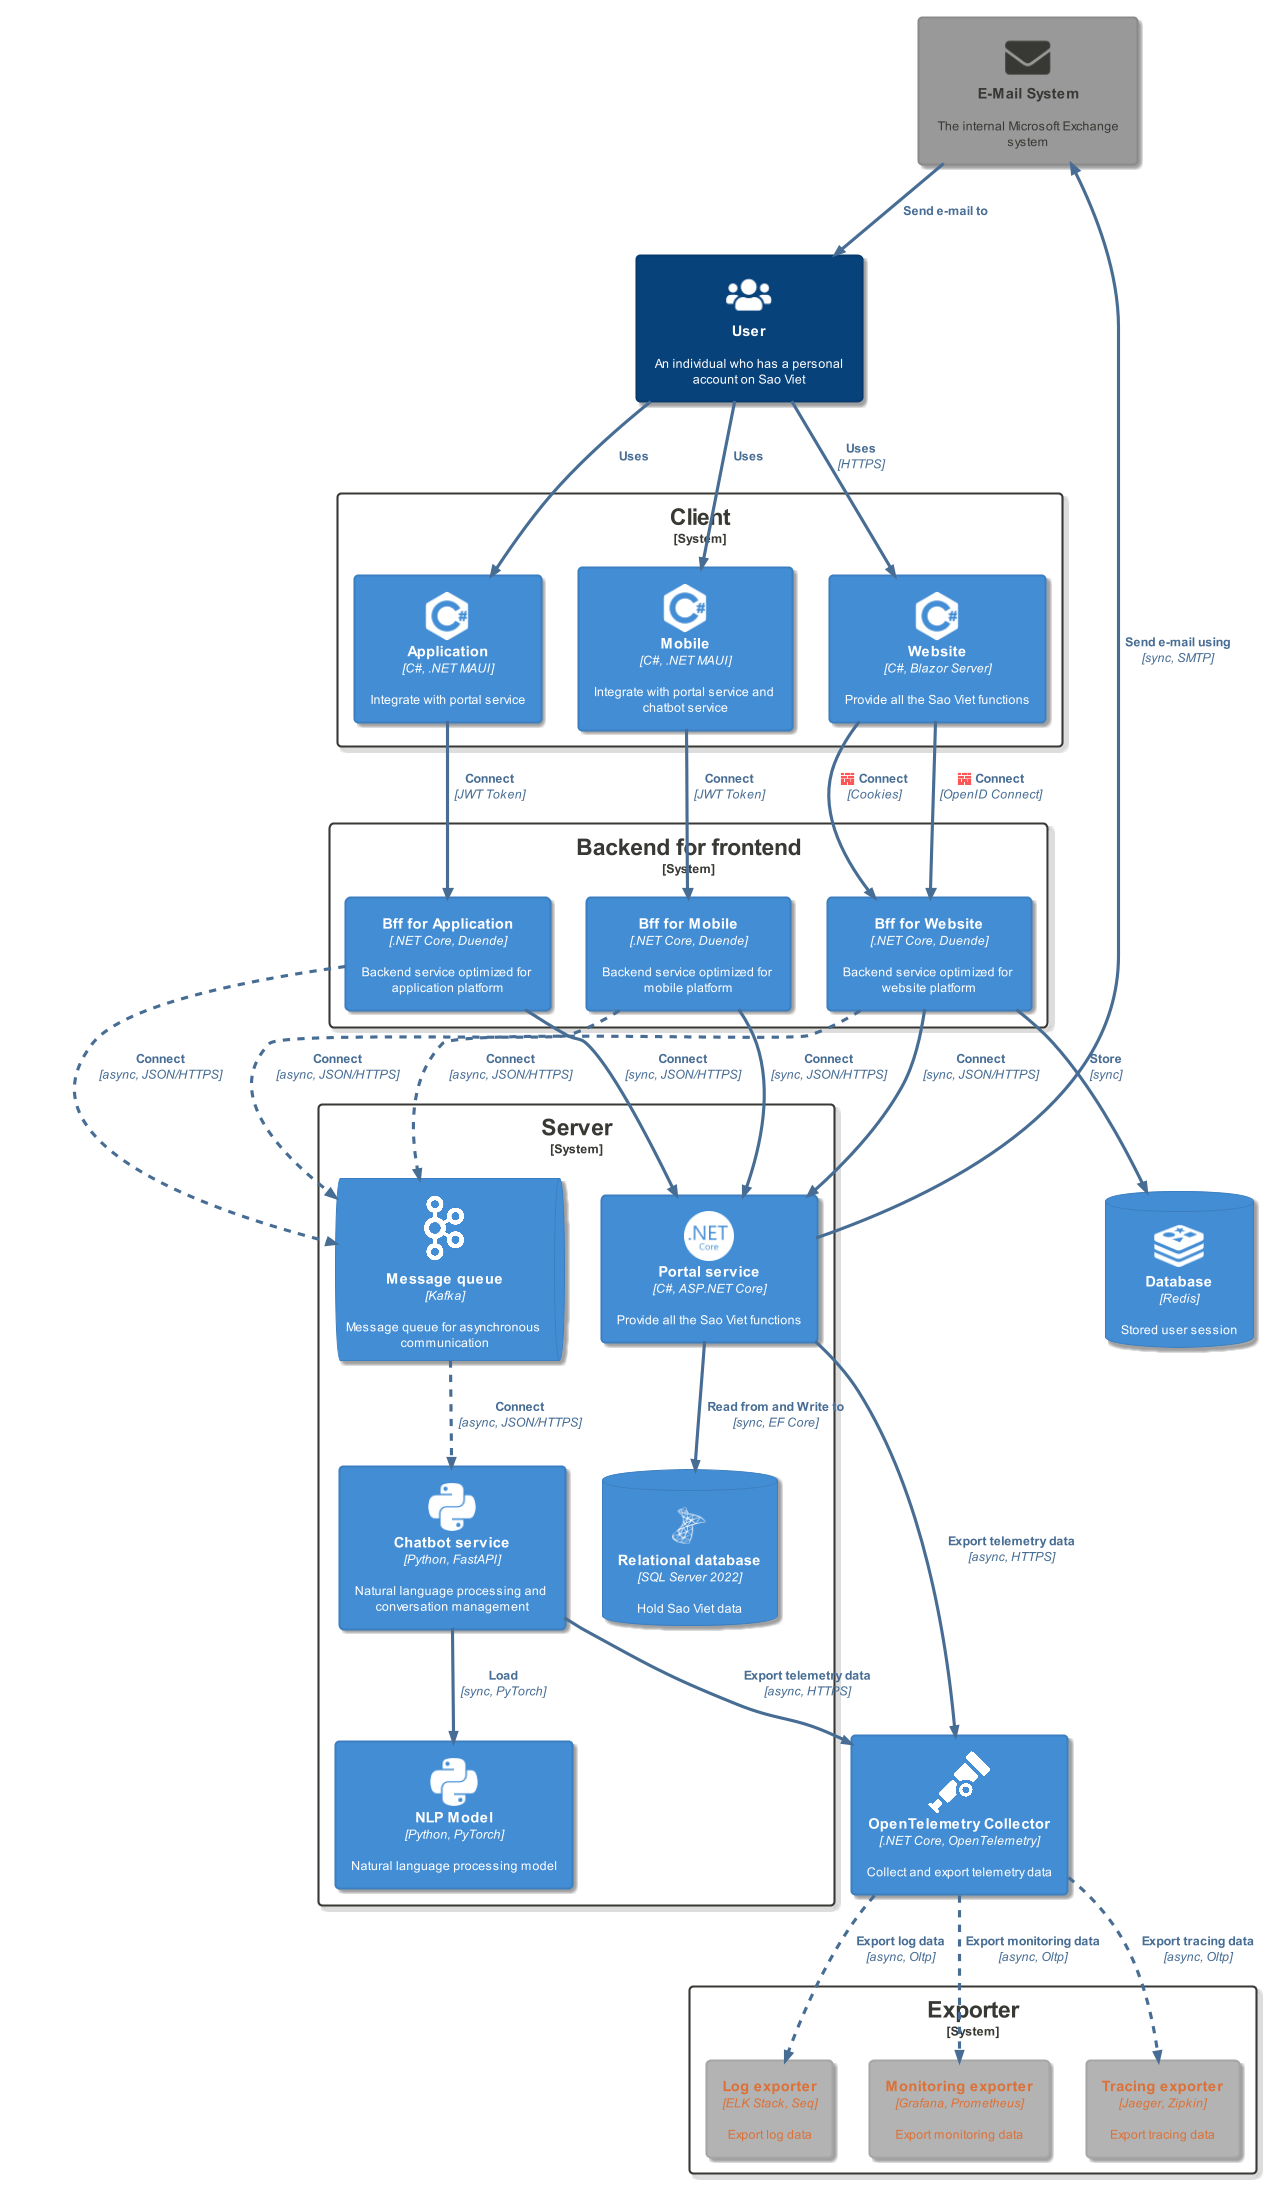 E-Mail System
The internal Microsoft Exchange
system
Send e-mail to
User
An individual who has a personal
account on Sao Viet
Uses
Uses
Uses
[HTTPS]
Client
[System]
Application
[C#, .NET MAUI]
Integrate with portal service
Mobile
[C#, .NET MAUI]
Integrate with portal service and
chatbot service
Website
[C#, Blazor Server]
Provide all the Sao Viet functions
Send e-mail using
[sync, SMTP]
Connect
[JWT Token]
Connect
[JWT Token]
Connect
[Cookies]
Connect
[OpenID Connect]
Backend for frontend
[System]
Bff for Application
[.NET Core, Duende]
Backend service optimized for
application platform
Bff for Mobile
[.NET Core, Duende]
Backend service optimized for
mobile platform
Bff for Website
[.NET Core, Duende]
Backend service optimized for
website platform
Connect
[async, JSON/HTTPS]
Connect
[async, JSON/HTTPS]
Connect
[async, JSON/HTTPS]
Connect
[sync, JSON/HTTPS]
Connect
[sync, JSON/HTTPS]
Connect
[sync, JSON/HTTPS]
Store
[sync]
Server
[System]
Message queue
[Kafka]
Message queue for asynchronous
communication
.NET
Core
Portal service
[C#, ASP.NET Core]
Provide all the Sao Viet functions
Database
[Redis]
Stored user session
Connect
[async, JSON/HTTPS]
Read from and Write to
[sync, EF Core]
Chatbot service
[Python, FastAPI]
Natural language processing and
conversation management
Relational database
[SQL Server 2022]
Hold Sao Viet data
Export telemetry data
[async, HTTPS]
Load
[sync, PyTorch]
Export telemetry data
[async, HTTPS]
NLP Model
[Python, PyTorch]
Natural language processing model
OpenTelemetry Collector
[.NET Core, OpenTelemetry]
Collect and export telemetry data
Export log data
[async, Oltp]
Export monitoring data
[async, Oltp]
Export tracing data
[async, Oltp]
Exporter
[System]
Log exporter
[ELK Stack, Seq]
Export log data
Monitoring exporter
[Grafana, Prometheus]
Export monitoring data
Tracing exporter
[Jaeger, Zipkin]
Export tracing data